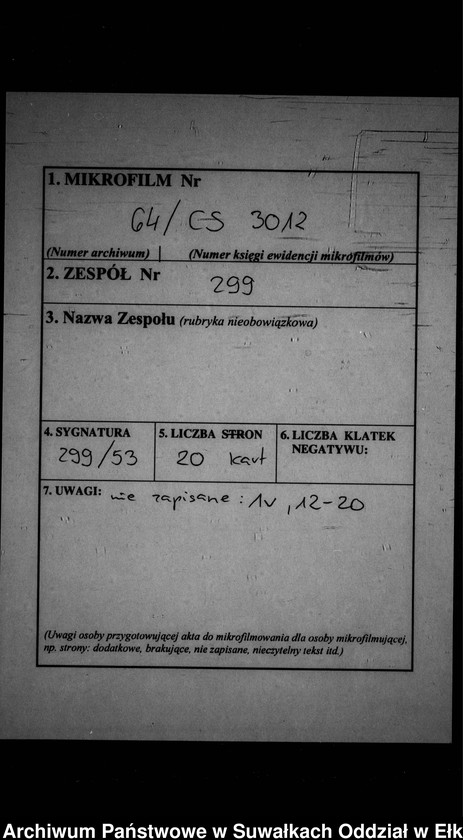 1. MIKROFILM Nr
64/CS 3012
(Numer archiwum) | (Numer księgi ewidencji mikrofilmów)
2. ZESPÓŁ Nr
299
3. Nazwa Zespołu (rubryka nieobowiązkowa)
4. SYGNATURA
299/53
5. LICZBA STRON
20 kart
6. LICZBA KLATEK
NEGATYWU:
7. UWAGI: nie zapisane: 1v, 12-20
(Uwagi osoby przygotowującej akta do mikrofilmowania dla osoby mikrofilmującej,
np. strony: dodatkowe, brakujące, nie zapisane, nieczytelny tekst itd.)
Archiwum Państwowe w Suwałkach Oddział w Ełk